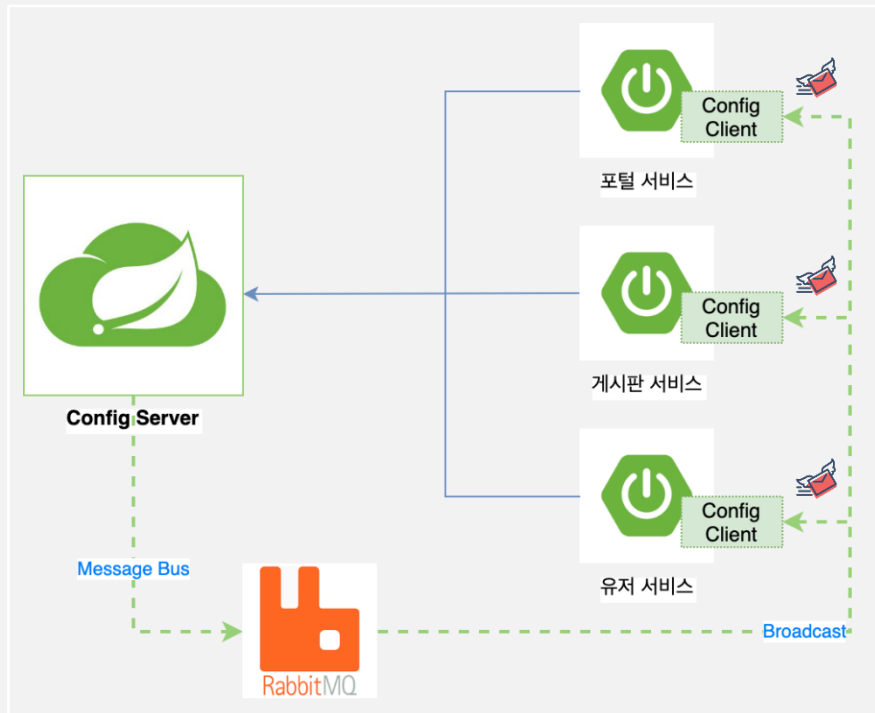 Config
Client
포털 서비스
Config
Client
게시판 서비스
Config Server
Config
Client
유저 서비스
Message Bus
Broadcast
RabbitMQ